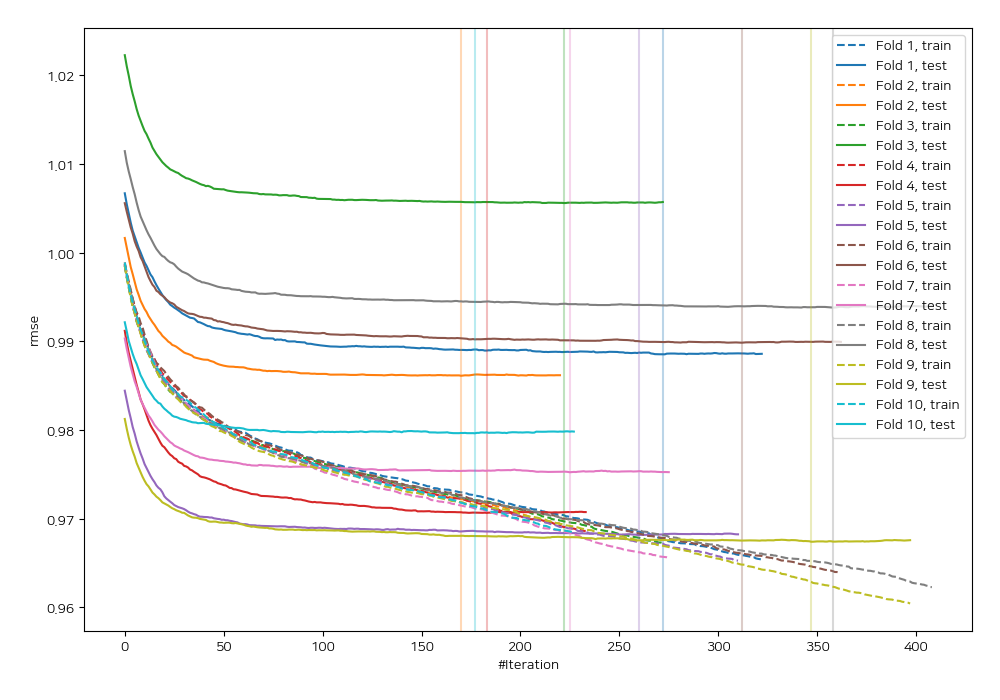 1,02
1,01
1,00
0,99
0,98
0,97
0,96
rmse
0
50
100
150
200
250
300
350
400
#Iteration
Fold 1, train
Fold 1, test
Fold 2, train
Fold 2, test
Fold 3, train
Fold 3, test
Fold 4, train
Fold 4, test
Fold 5, train
Fold 5, test
Fold 6, train
Fold 6, test
Fold 7, train
Fold 7, test
Fold 8, train
Fold 8, test
Fold 9, train
Fold 9, test
Fold 10, train
Fold 10, test